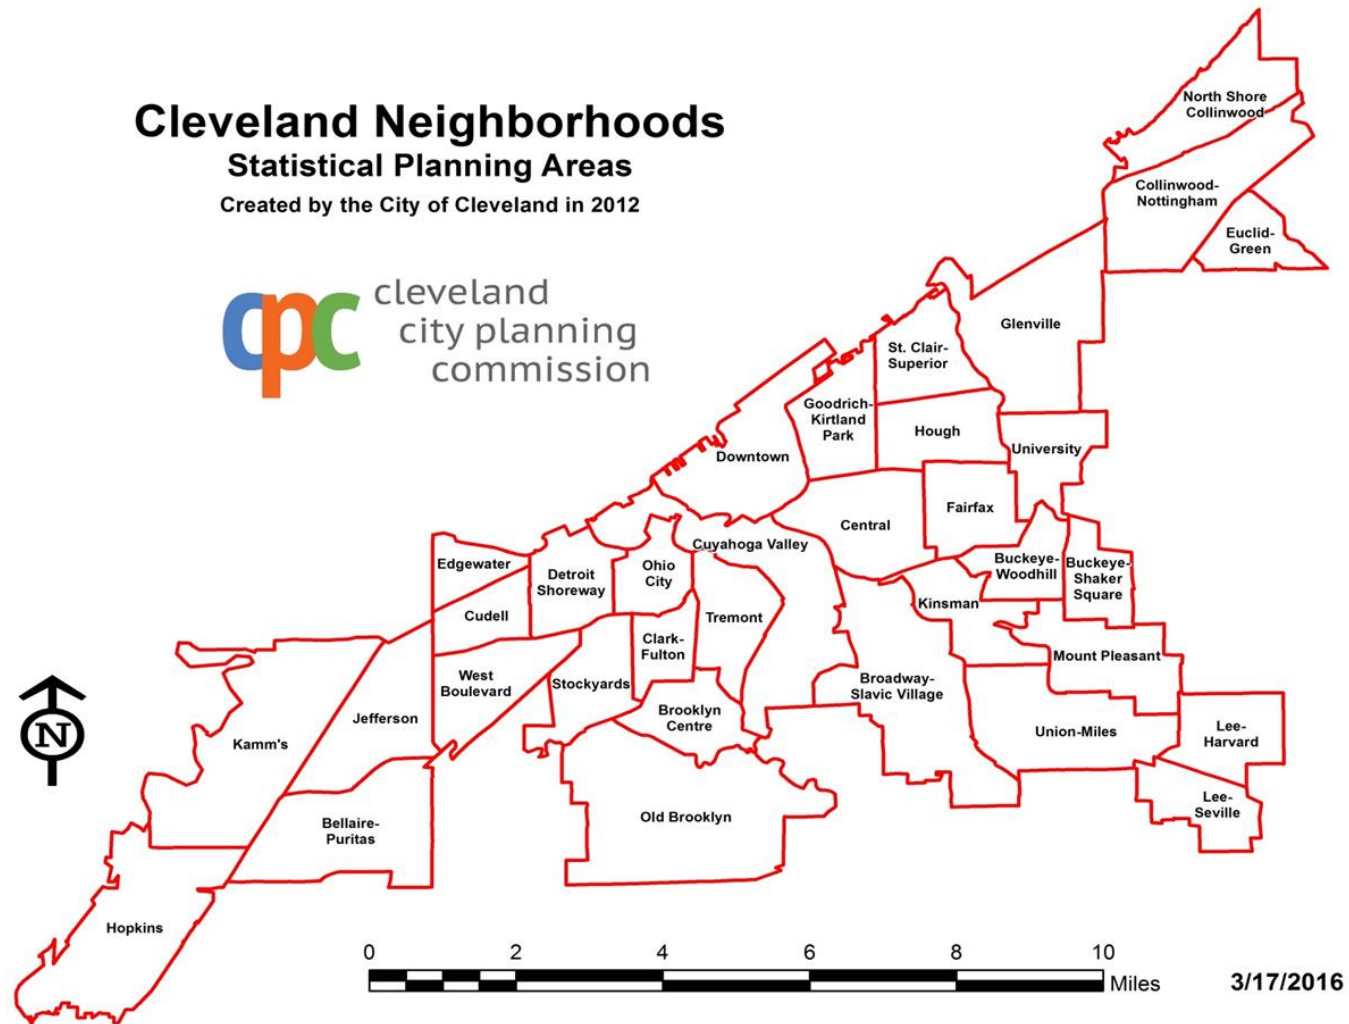 Cleveland Neighborhoods
Statistical Planning Areas
Created by the City of Cleveland in 2012
cpc
cleveland
city planning
commission
North Shore
Collinwood
Collinwood-
Nottingham
Euclid-
Green
Glenville
St. Clair-
Superior
Goodrich-
Kirtland
Park
Hough
University
Downtown
Central
Fairfax
Cuyahoga Valley
Buckeye-
Woodhill
Buckeye-
Shaker
Square
Edgewater
Detroit
Shoreway
Ohio
City
Cudell
Tremont
Kinsman
Clark-
Fulton
Mount Pleasant
West
Boulevard
Stockyards
Broadway-
Slavic Village
Jefferson
Brooklyn
Centre
Union-Miles
Lee-
Harvard
Kamm's
N
Lee-
Seville
Old Brooklyn
Bellaire-
Puritas
Hopkins
0 2 4 6 8 10
Miles
3/17/2016